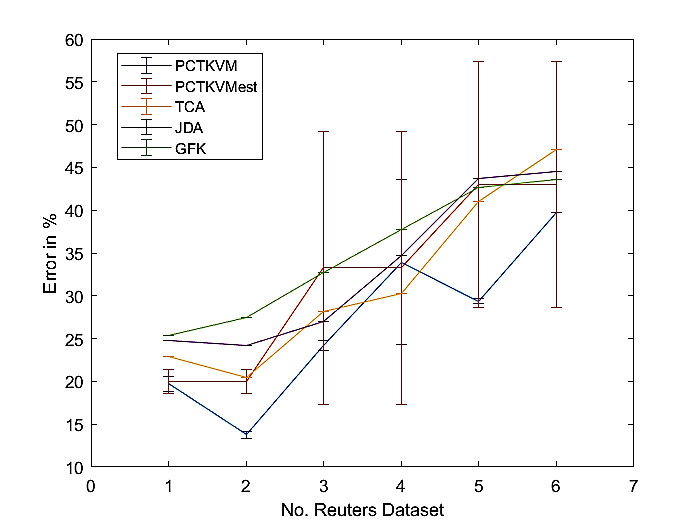 60
55
50
45
40
35
30
25
20
15
10
Error in %
PCTKVM
PCTKVMest
TCA
JDA
GFK
0 1 2 3 4 5 6 7
No. Reuters Dataset